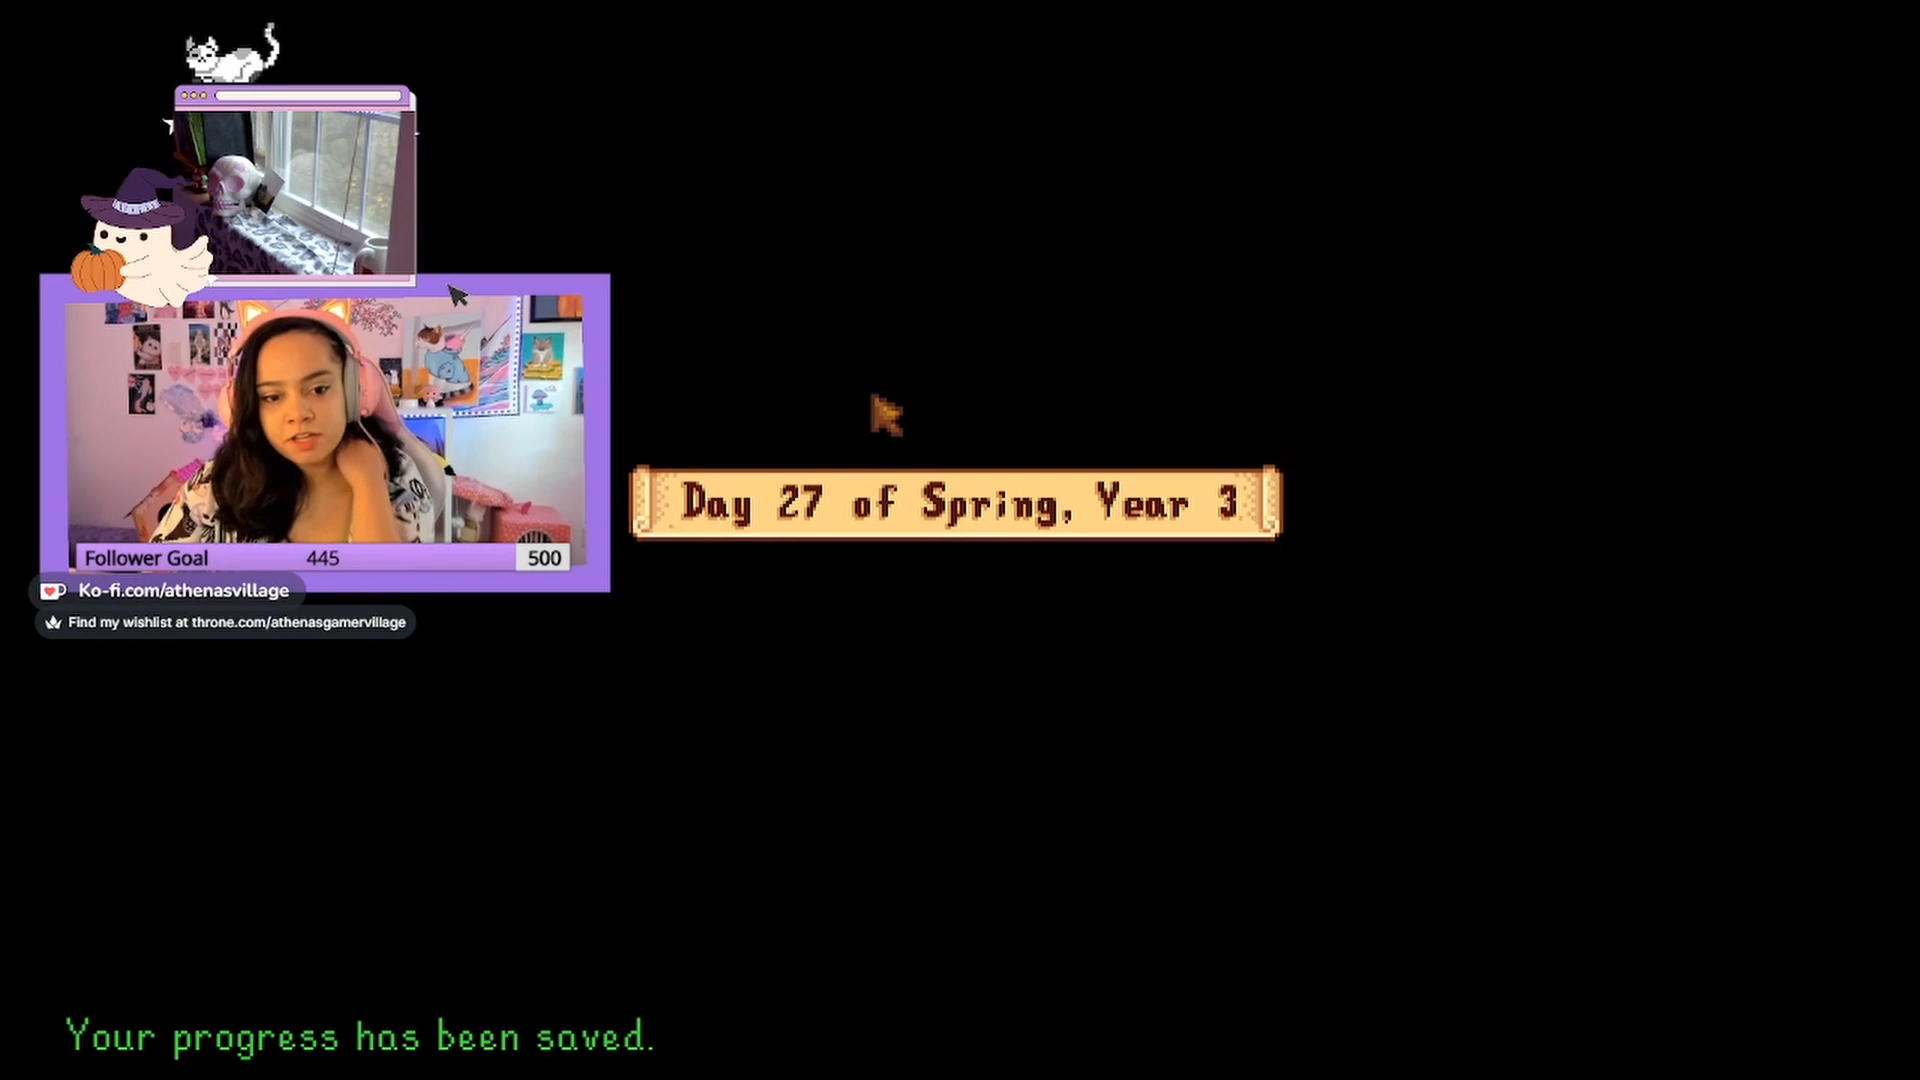 Day 27 of Spring, Year 3
Follower Goal 445 500
Ko-fi.com/athenasvillage
Find my wishlist at throne.com/athenasgamervillage
Your progress has been saved.